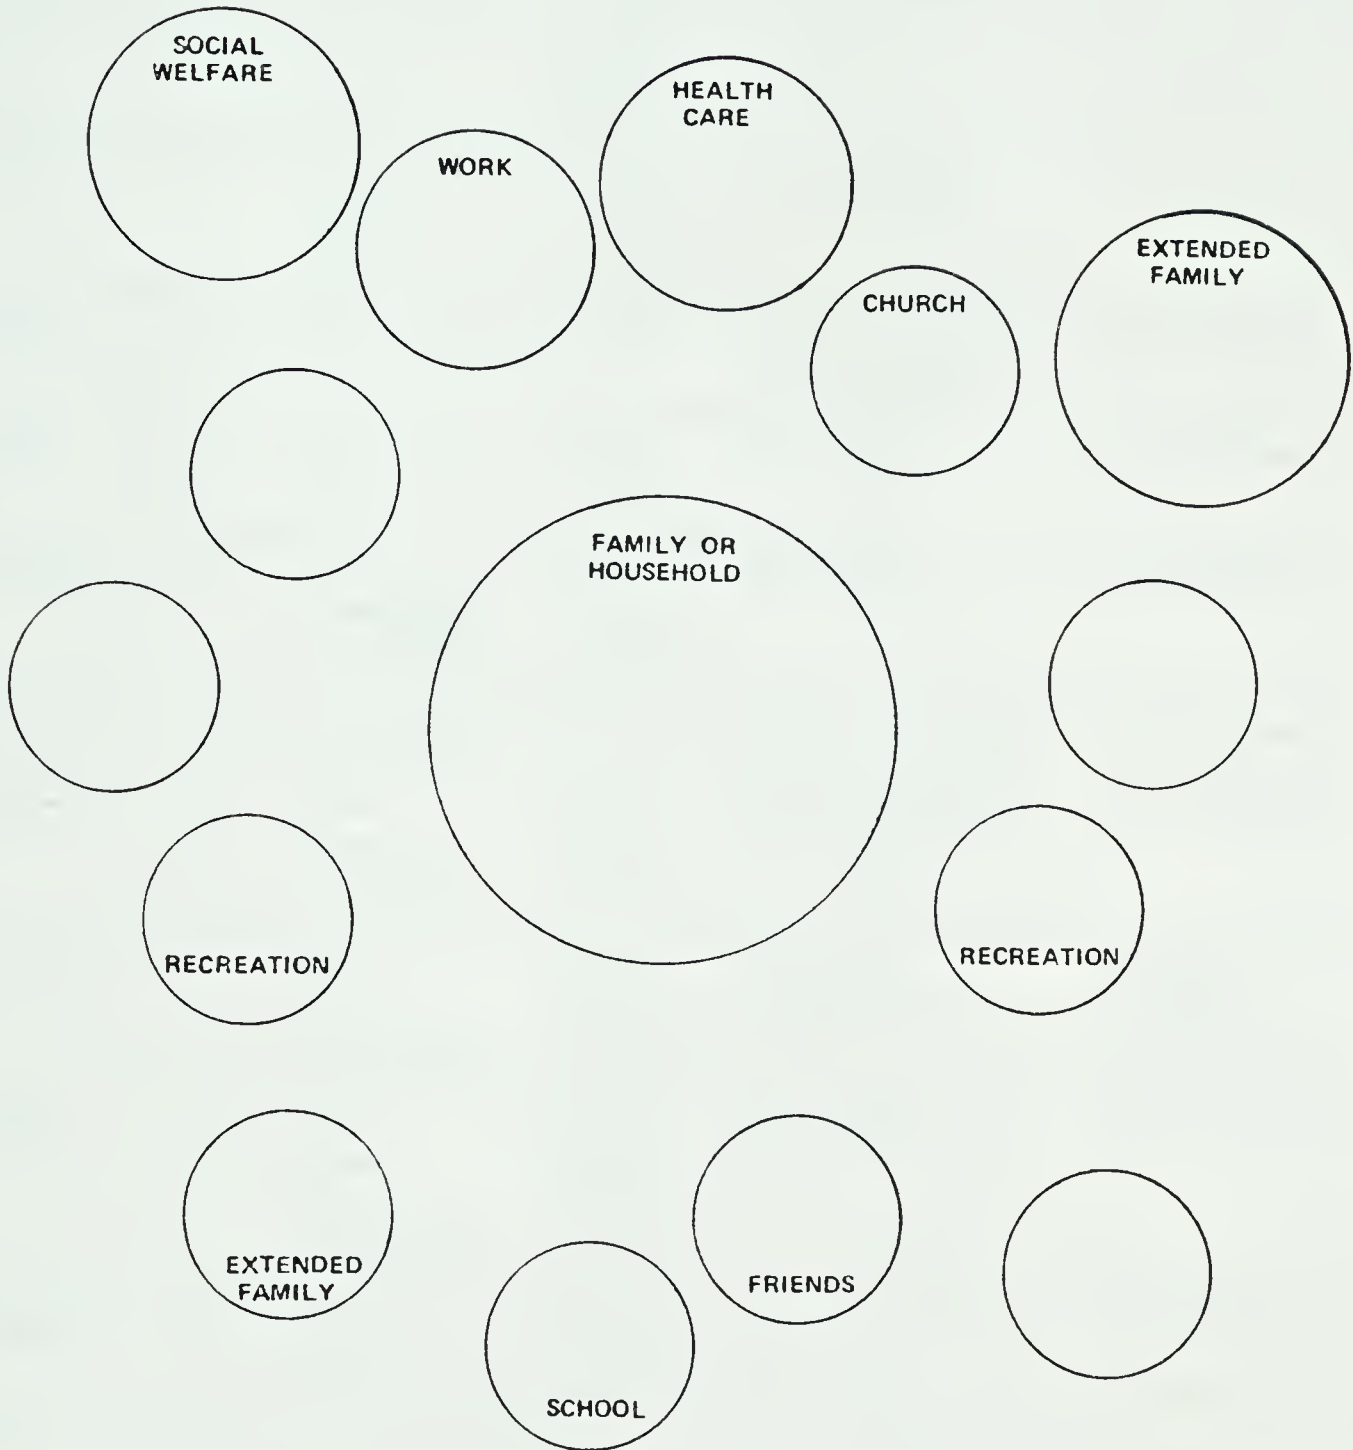 SOCIAL
WELFARE
HEALTH
CARE
WORK
EXTENDED
FAMILY
CHURCH
FAMILY OR
HOUSEHOLD
RECREATION
RECREATION
EXTENDED
FAMILY
FRIENDS
SCHOOL